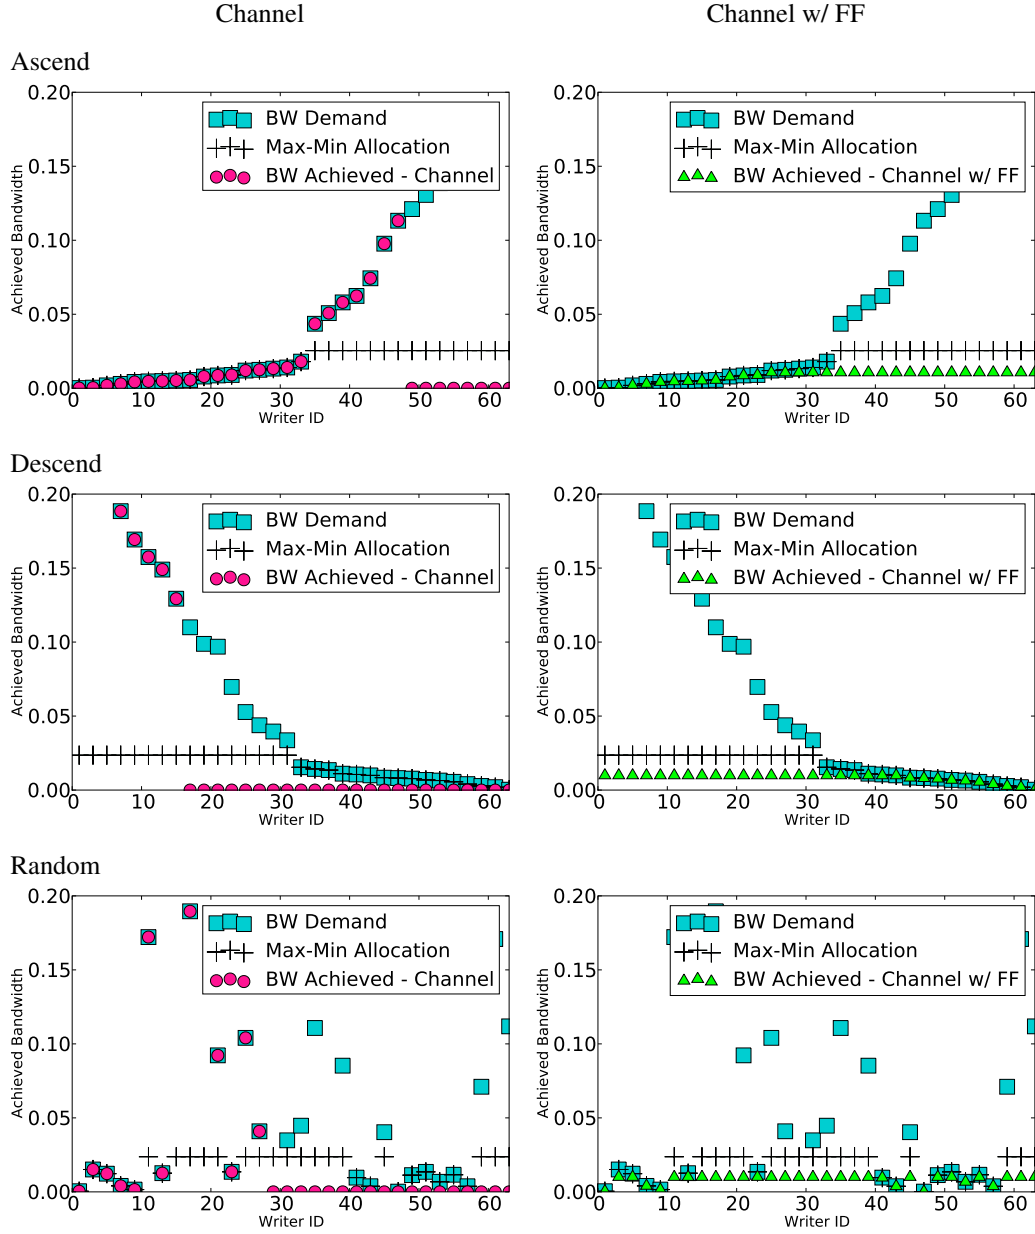 Channel
Channel w/ FF
Ascend
0.20
0.15
0.10
0.05
0.00
Achieved Bandwidth
BW Demand
Max-Min Allocation
BW Achieved - Channel
0 10 20 30 40 50 60
Writer ID
0.20
0.15
0.10
0.05
0.00
Achieved Bandwidth
BW Demand
Max-Min Allocation
BW Achieved - Channel w/ FF
0 10 20 30 40 50 60
Writer ID
Descend
0.20
0.15
0.10
0.05
0.00
Achieved Bandwidth
BW Demand
Max-Min Allocation
BW Achieved - Channel
0 10 20 30 40 50 60
Writer ID
0.20
0.15
0.10
0.05
0.00
Achieved Bandwidth
BW Demand
Max-Min Allocation
BW Achieved - Channel w/ FF
0 10 20 30 40 50 60
Writer ID
Random
0.20
0.15
0.10
0.05
0.00
Achieved Bandwidth
BW Demand
Max-Min Allocation
BW Achieved - Channel
0 10 20 30 40 50 60
Writer ID
0.20
0.15
0.10
0.05
0.00
Achieved Bandwidth
BW Demand
Max-Min Allocation
BW Achieved - Channel w/ FF
0 10 20 30 40 50 60
Writer ID